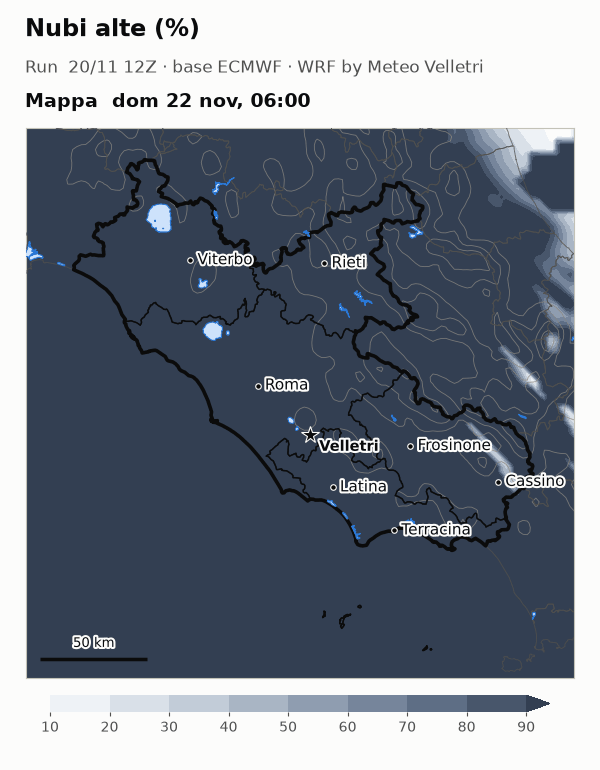 Nubi alte (%)
Run  20/11 12Z · base ECMWF · WRF by Meteo Velletri
Mappa  dom 22 nov, 06:00
Viterbo
Rieti
Roma
Velletri
Frosinone
Latina
Cassino
Terracina
50 km
10 20 30 40 50 60 70 80 90